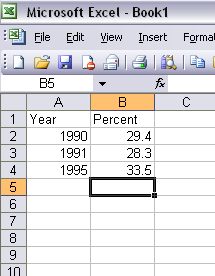 Microsoft Excel - Book1
File Edit View Insert Format
B5 fx
A B C
1 Year Percent
2 1990 29.4
3 1991 28.3
4 1995 33.5
5
6
7
8
9
10